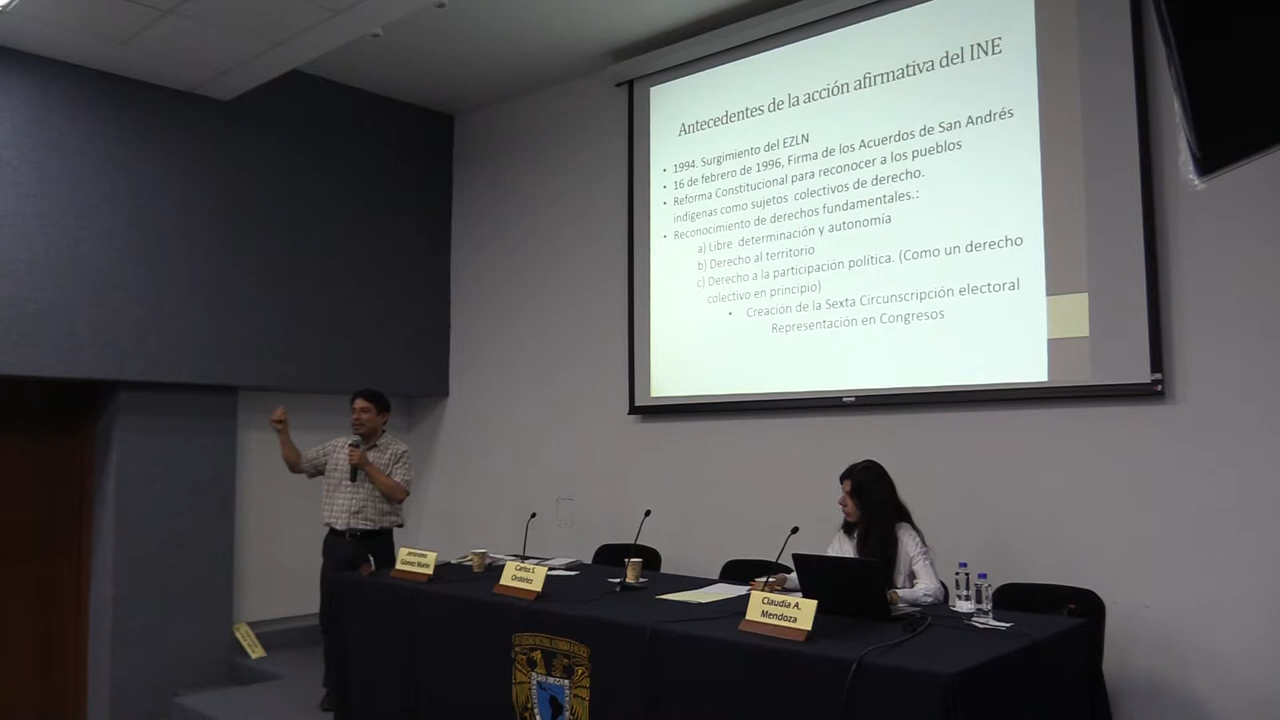 Antecedentes de la acción afirmativa del INE
• 1994. Surgimiento del EZLN
• 16 de febrero de 1996, Firma de los Acuerdos de San Andrés
• Reforma Constitucional para reconocer a los pueblos
indígenas como sujetos colectivos de derecho.
• Reconocimiento de derechos fundamentales.:
a) Libre determinación y autonomía
b) Derecho al territorio
c) Derecho a la participación política. (Como un derecho
colectivo en principio)
• Creación de la Sexta Circunscripción electoral
Representación en Congresos
Jerónimo
Gómez Marín
Carlos S.
Ordóñez
Claudia A.
Mendoza